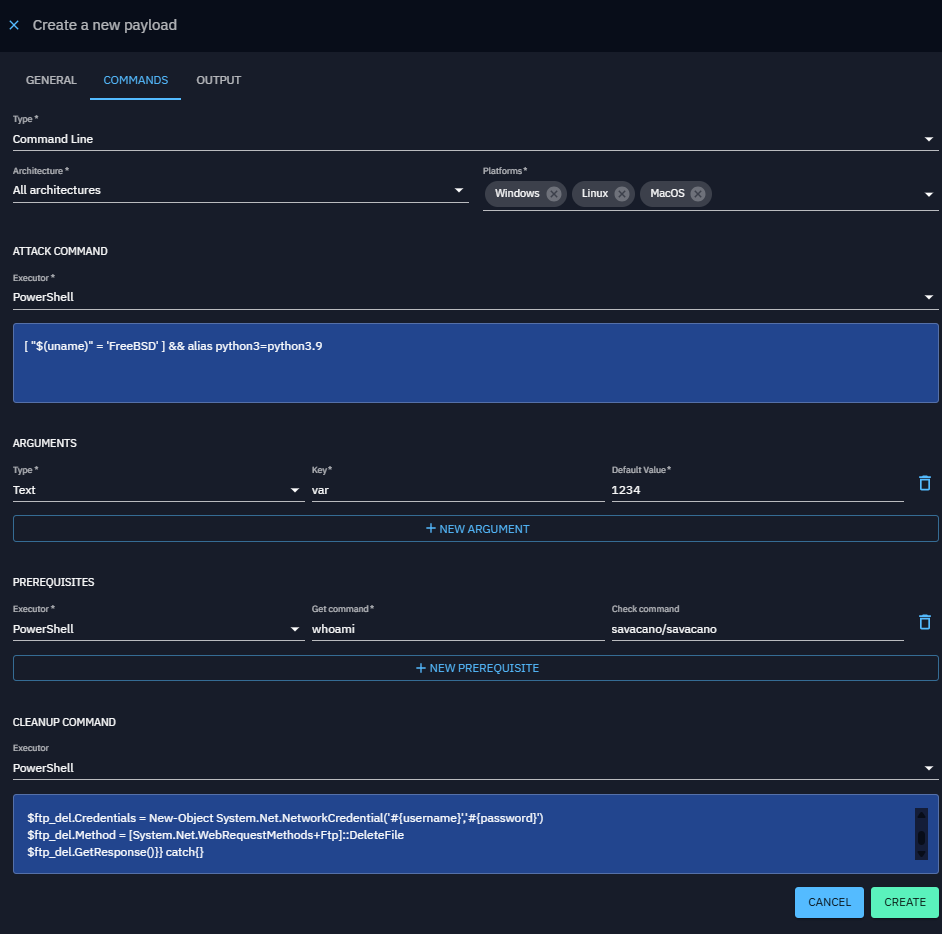 Create a new payload
GENERAL COMMANDS OUTPUT
Type *
Command Line
Architecture * Platforms *
All architectures Windows Linux MacOS
ATTACK COMMAND
Executor *
PowerShell
[ "$(uname)" = 'FreeBSD' ] && alias python3=python3.9
ARGUMENTS
Type * Key * Default Value *
Text var 1234
+ NEW ARGUMENT
PREREQUISITES
Executor * Get command * Check command
PowerShell whoami savacano/savacano
+ NEW PREREQUISITE
CLEANUP COMMAND
Executor
PowerShell
$ftp_del.Credentials = New-Object System.Net.NetworkCredential('#{username}','#{password}')
$ftp_del.Method = [System.Net.WebRequestMethods+Ftp]::DeleteFile
$ftp_del.GetResponse()}} catch{}
CANCEL CREATE